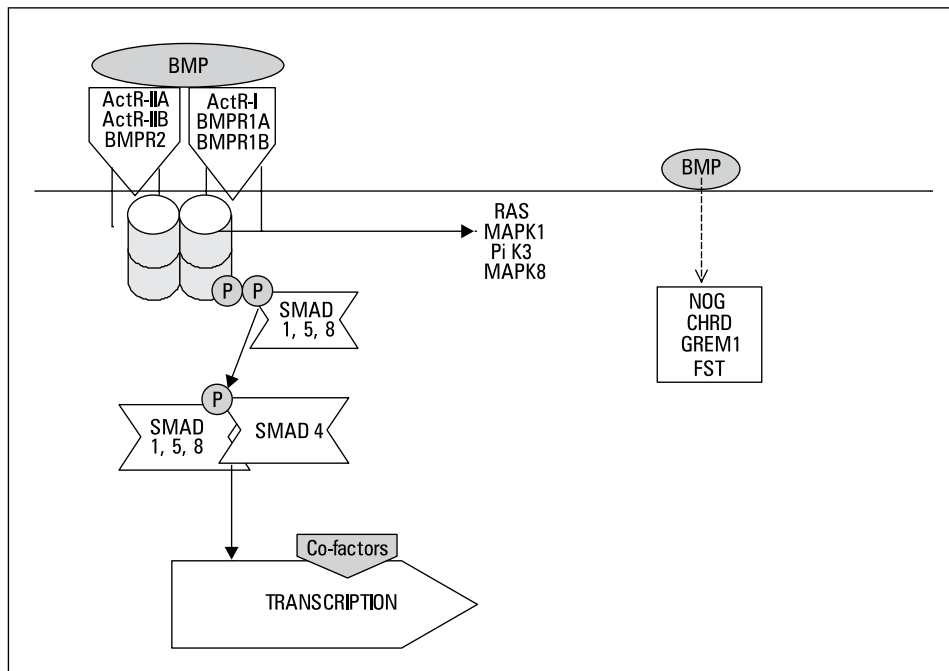 BMP
ActR-IIA
ActR-IIB
BMPR2
ActR-I
BMPR1A
BMPR1B
BMP
RAS
MAPK1
Pi K3
MAPK8
P
P
SMAD
1, 5, 8
NOG
CHRD
GREM1
FST
P
SMAD
1, 5, 8
SMAD 4
Co-factors
TRANSCRIPTION